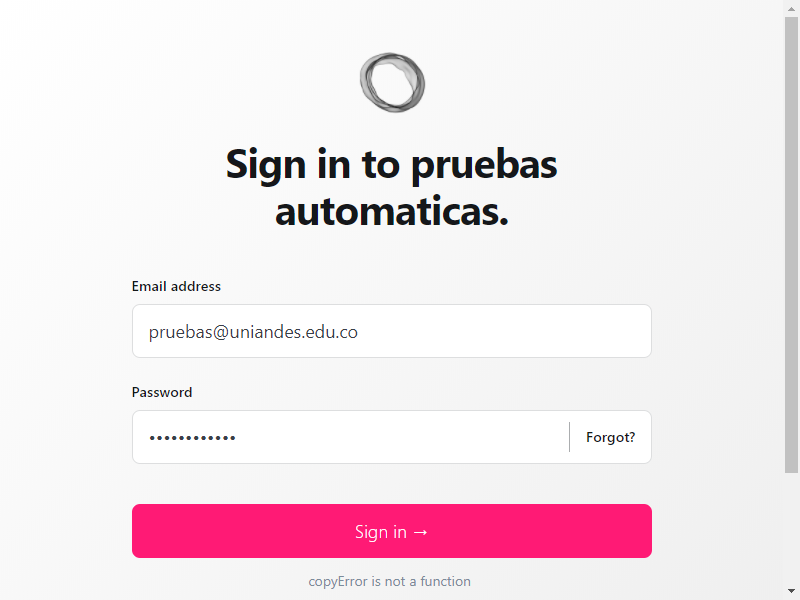 Sign in to pruebas
automaticas.
Email address
pruebas@uniandes.edu.co
Password
••••••••••••
Forgot?
Sign in →
copyError is not a function